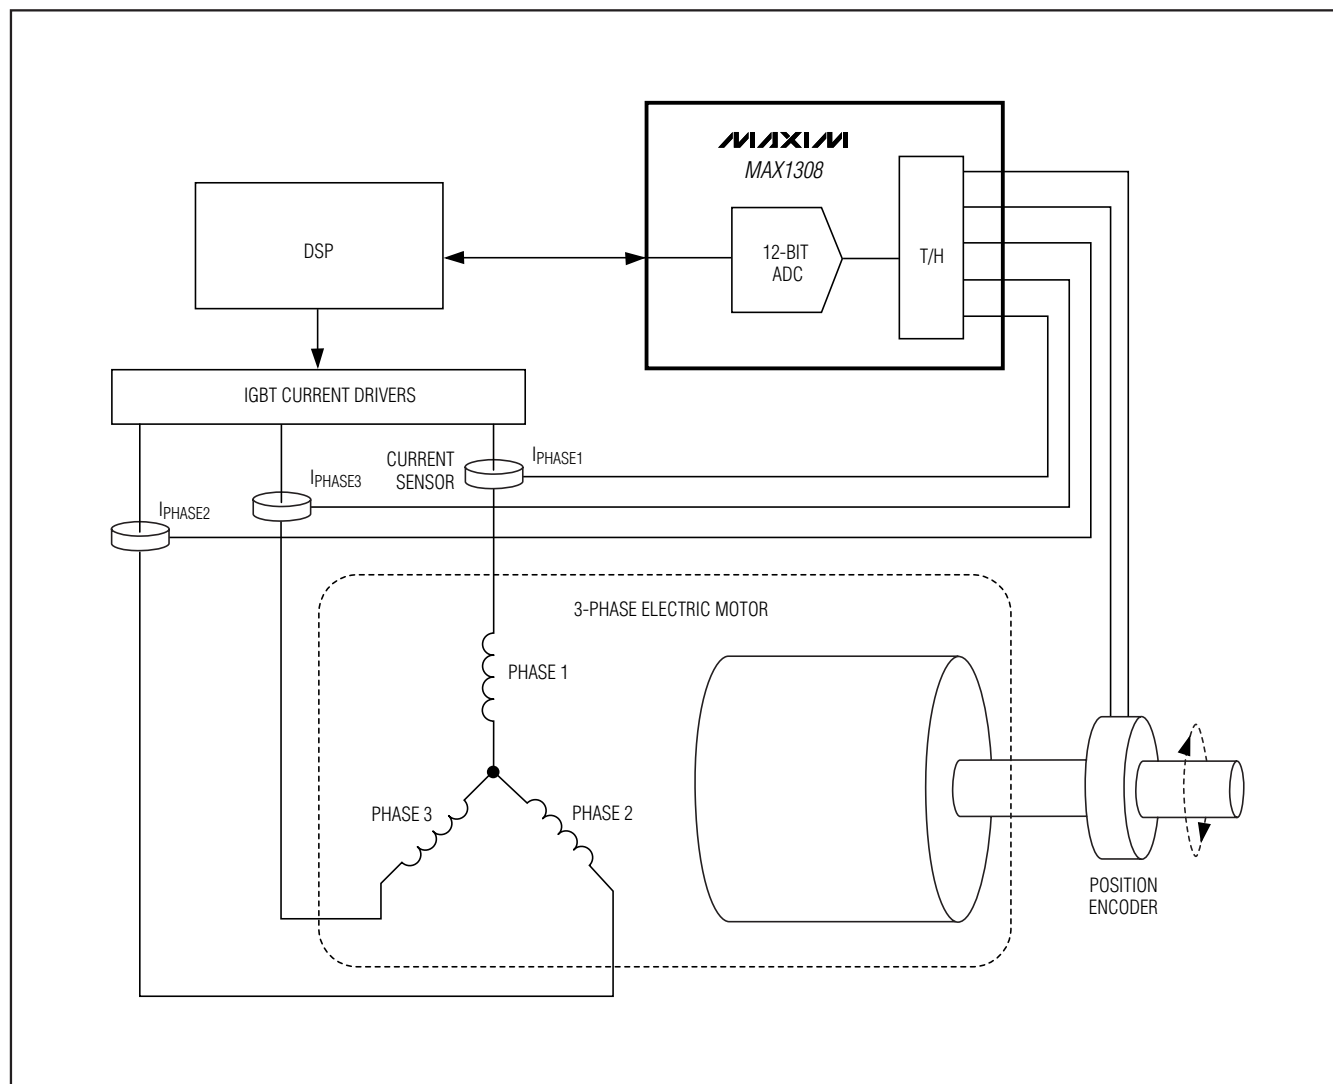 MAXIM
MAX1308
DSP
12-BIT
ADC
T/H
IGBT CURRENT DRIVERS
CURRENT
SENSOR
IPHASE1
IPHASE3
IPHASE2
3-PHASE ELECTRIC MOTOR
PHASE 1
PHASE 3
PHASE 2
POSITION
ENCODER